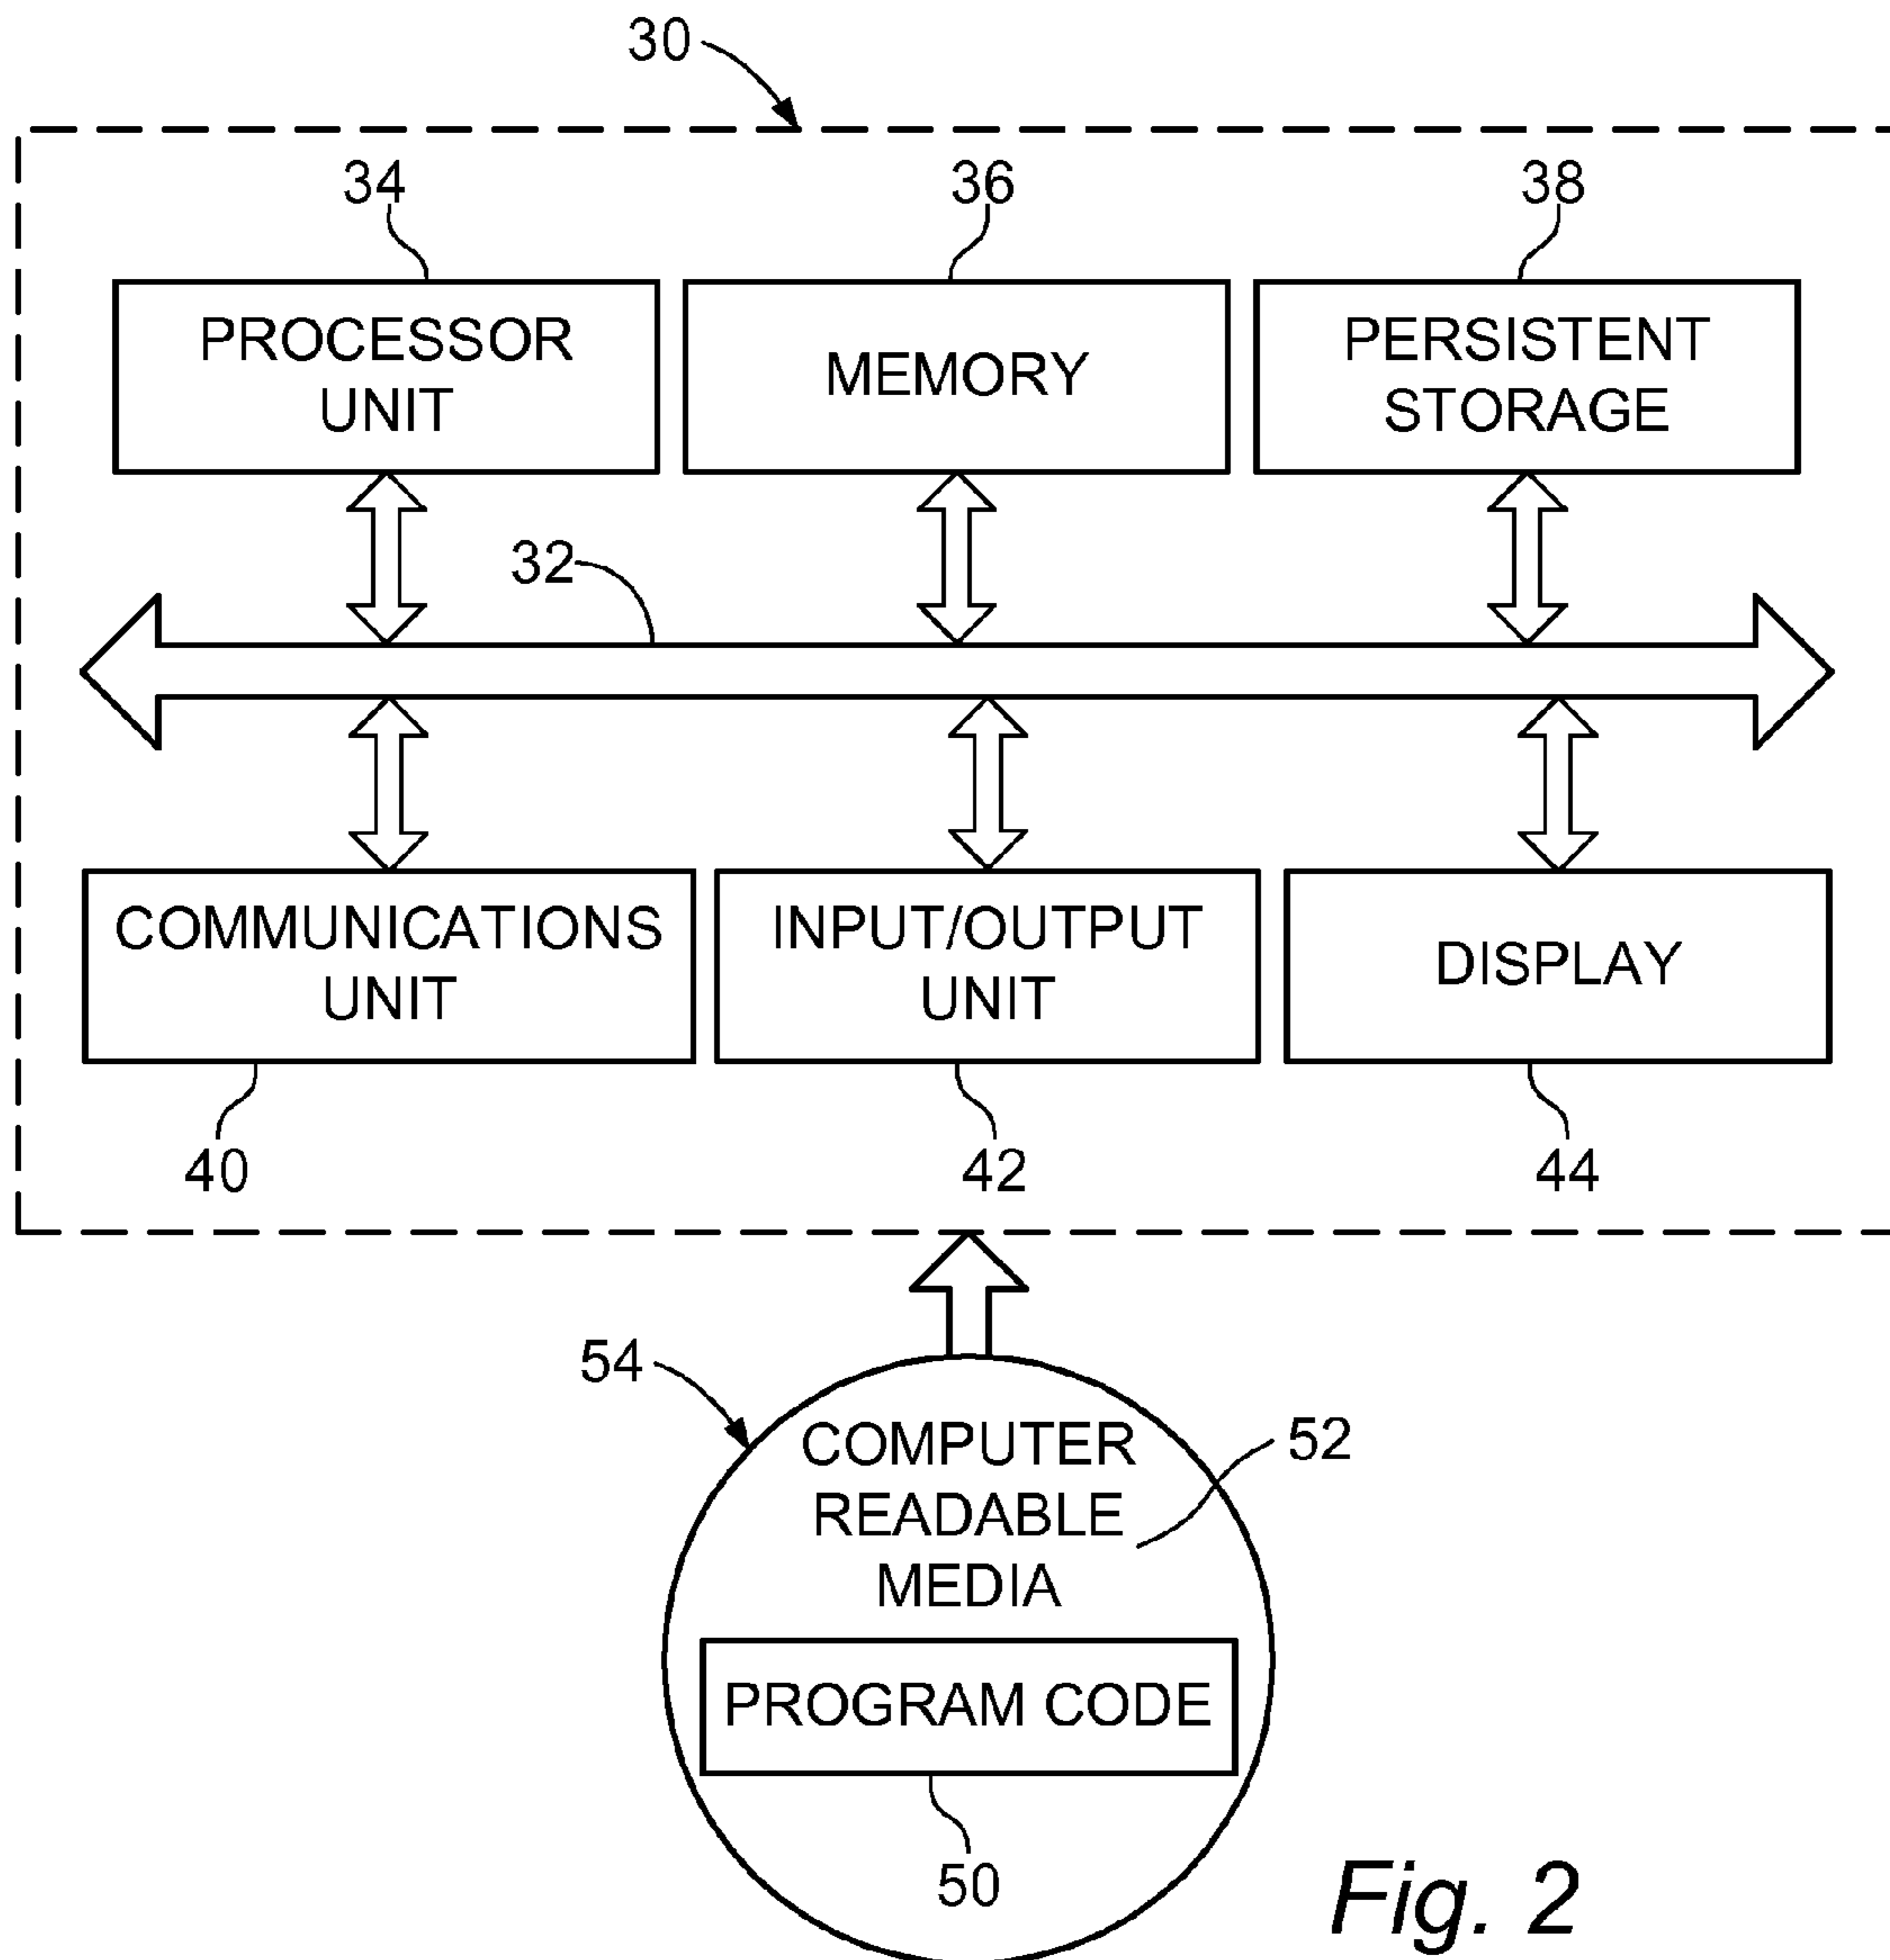 30
34
36
38
PROCESSOR
UNIT
MEMORY
PERSISTENT
STORAGE
32
COMMUNICATIONS
UNIT
INPUT/OUTPUT
UNIT
DISPLAY
40
42
44
54
COMPUTER
READABLE
MEDIA
52
PROGRAM CODE
50
Fig. 2